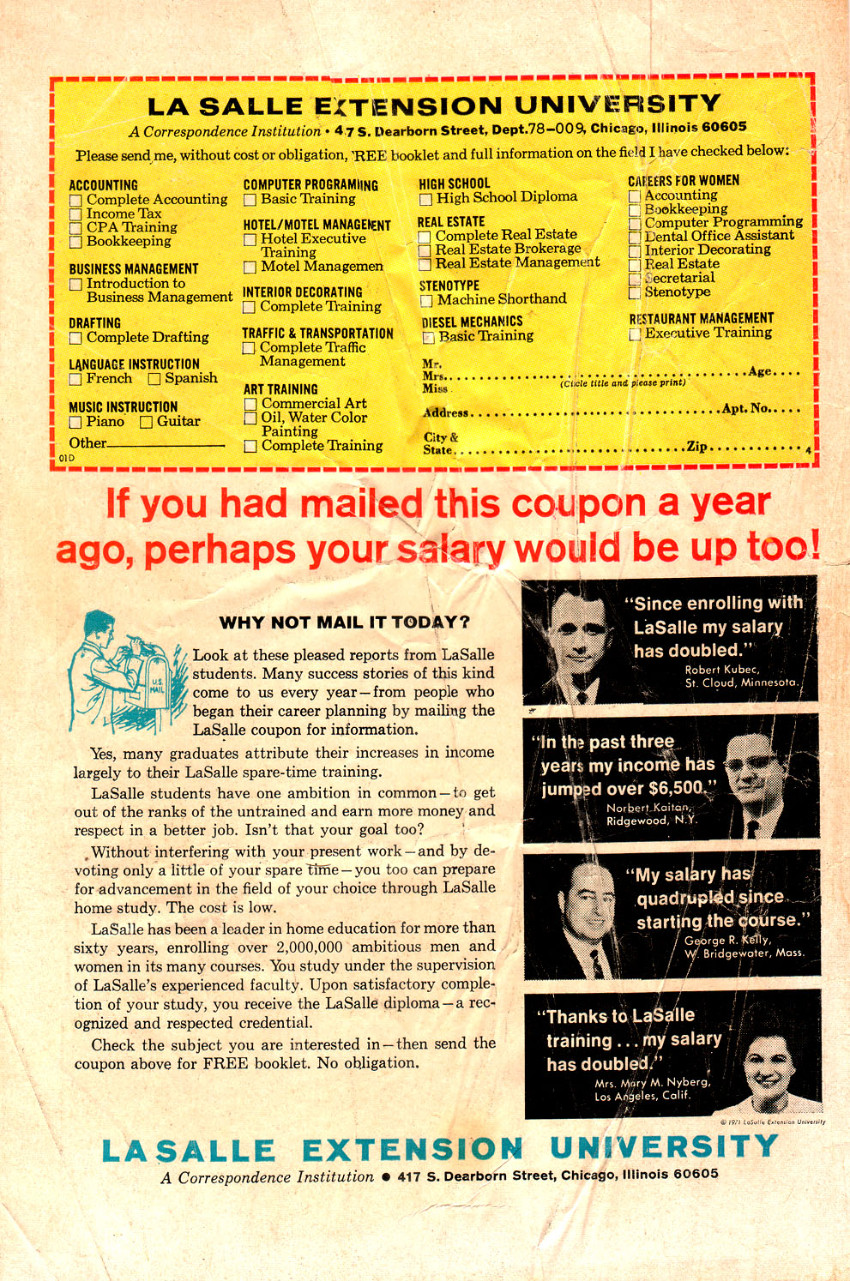 LA SALLE EXTENSION UNIVERSITY
A Correspondence Institution • 417 S. Dearborn Street, Dept. 78-009, Chicago, Illinois 60605
Please send me, without cost or obligation, FREE booklet and full information on the field I have checked below:
ACCOUNTING
Complete Accounting
Income Tax
CPA Training
Bookkeeping
BUSINESS MANAGEMENT
Introduction to
Business Management
DRAFTING
Complete Drafting
LANGUAGE INSTRUCTION
French Spanish
MUSIC INSTRUCTION
Piano Guitar
Other
01D
COMPUTER PROGRAMMING
Basic Training
HOTEL/MOTEL MANAGEMENT
Hotel Executive
Training
Motel Management
INTERIOR DECORATING
Complete Training
TRAFFIC & TRANSPORTATION
Complete Traffic
Management
ART TRAINING
Commercial Art
Oil, Water Color
Painting
Complete Training
HIGH SCHOOL
High School Diploma
REAL ESTATE
Complete Real Estate
Real Estate Brokerage
Real Estate Management
STENOTYPE
Machine Shorthand
DIESEL MECHANICS
Basic Training
CAREERS FOR WOMEN
Accounting
Bookkeeping
Computer Programming
Dental Office Assistant
Interior Decorating
Real Estate
Secretarial
Stenotype
RESTAURANT MANAGEMENT
Executive Training
Mr.
Mrs. Age
Miss (Circle title and please print)
Address Apt. No.
City &
State Zip 4
If you had mailed this coupon a year
ago, perhaps your salary would be up too!
WHY NOT MAIL IT TODAY?
U.S.
MAIL
Look at these pleased reports from LaSalle
students. Many success stories of this kind
come to us every year—from people who
began their career planning by mailing the
LaSalle coupon for information.
Yes, many graduates attribute their increases in income
largely to their LaSalle spare-time training.
LaSalle students have one ambition in common—to get
out of the ranks of the untrained and earn more money and
respect in a better job. Isn't that your goal too?
Without interfering with your present work—and by de-
voting only a little of your spare time—you too can prepare
for advancement in the field of your choice through LaSalle
home study. The cost is low.
LaSalle has been a leader in home education for more than
sixty years, enrolling over 2,000,000 ambitious men and
women in its many courses. You study under the supervision
of LaSalle's experienced faculty. Upon satisfactory comple-
tion of your study, you receive the LaSalle diploma—a rec-
ognized and respected credential.
Check the subject you are interested in—then send the
coupon above for FREE booklet. No obligation.
"Since enrolling with
LaSalle my salary
has doubled."
Robert Kubec,
St. Cloud, Minnesota.
"In the past three
years my income has
jumped over $6,500."
Norbert Kaitan,
Ridgewood, N.Y.
"My salary has
quadrupled since
starting the course."
George R. Kelly,
W. Bridgewater, Mass.
"Thanks to LaSalle
training...my salary
has doubled."
Mrs. Mary M. Nyberg,
Los Angeles, Calif.
© 1971 LaSalle Extension University
LA SALLE EXTENSION UNIVERSITY
A Correspondence Institution • 417 S. Dearborn Street, Chicago, Illinois 60605